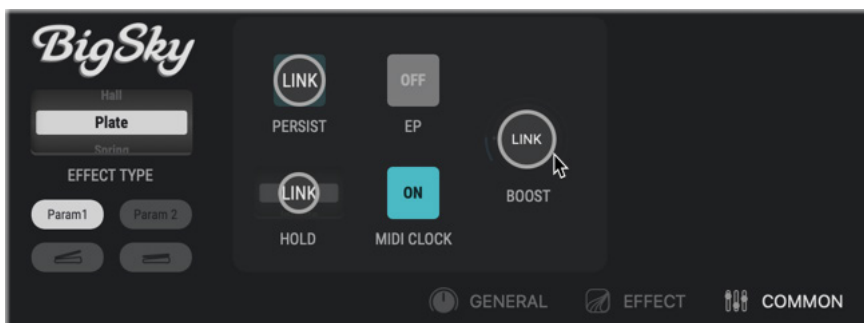 BigSky
Hall
Plate
Spring
EFFECT TYPE
Param1
Param 2
LINK
PERSIST
OFF
EP
LINK
HOLD
ON
MIDI CLOCK
LINK
BOOST
GENERAL
EFFECT
COMMON